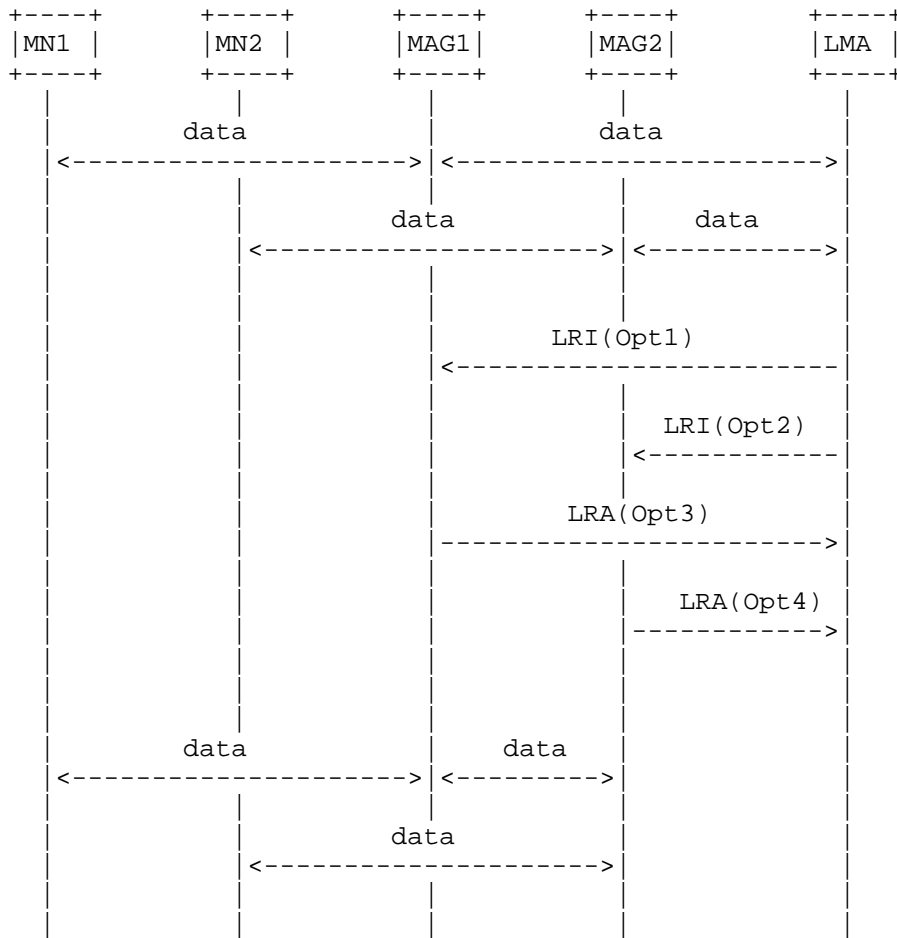 MN1 MN2 MAG1 MAG2 LMA
data data
data data
LRI(Opt1)
LRI(Opt2)
LRA(Opt3)
LRA(Opt4)
data data
data